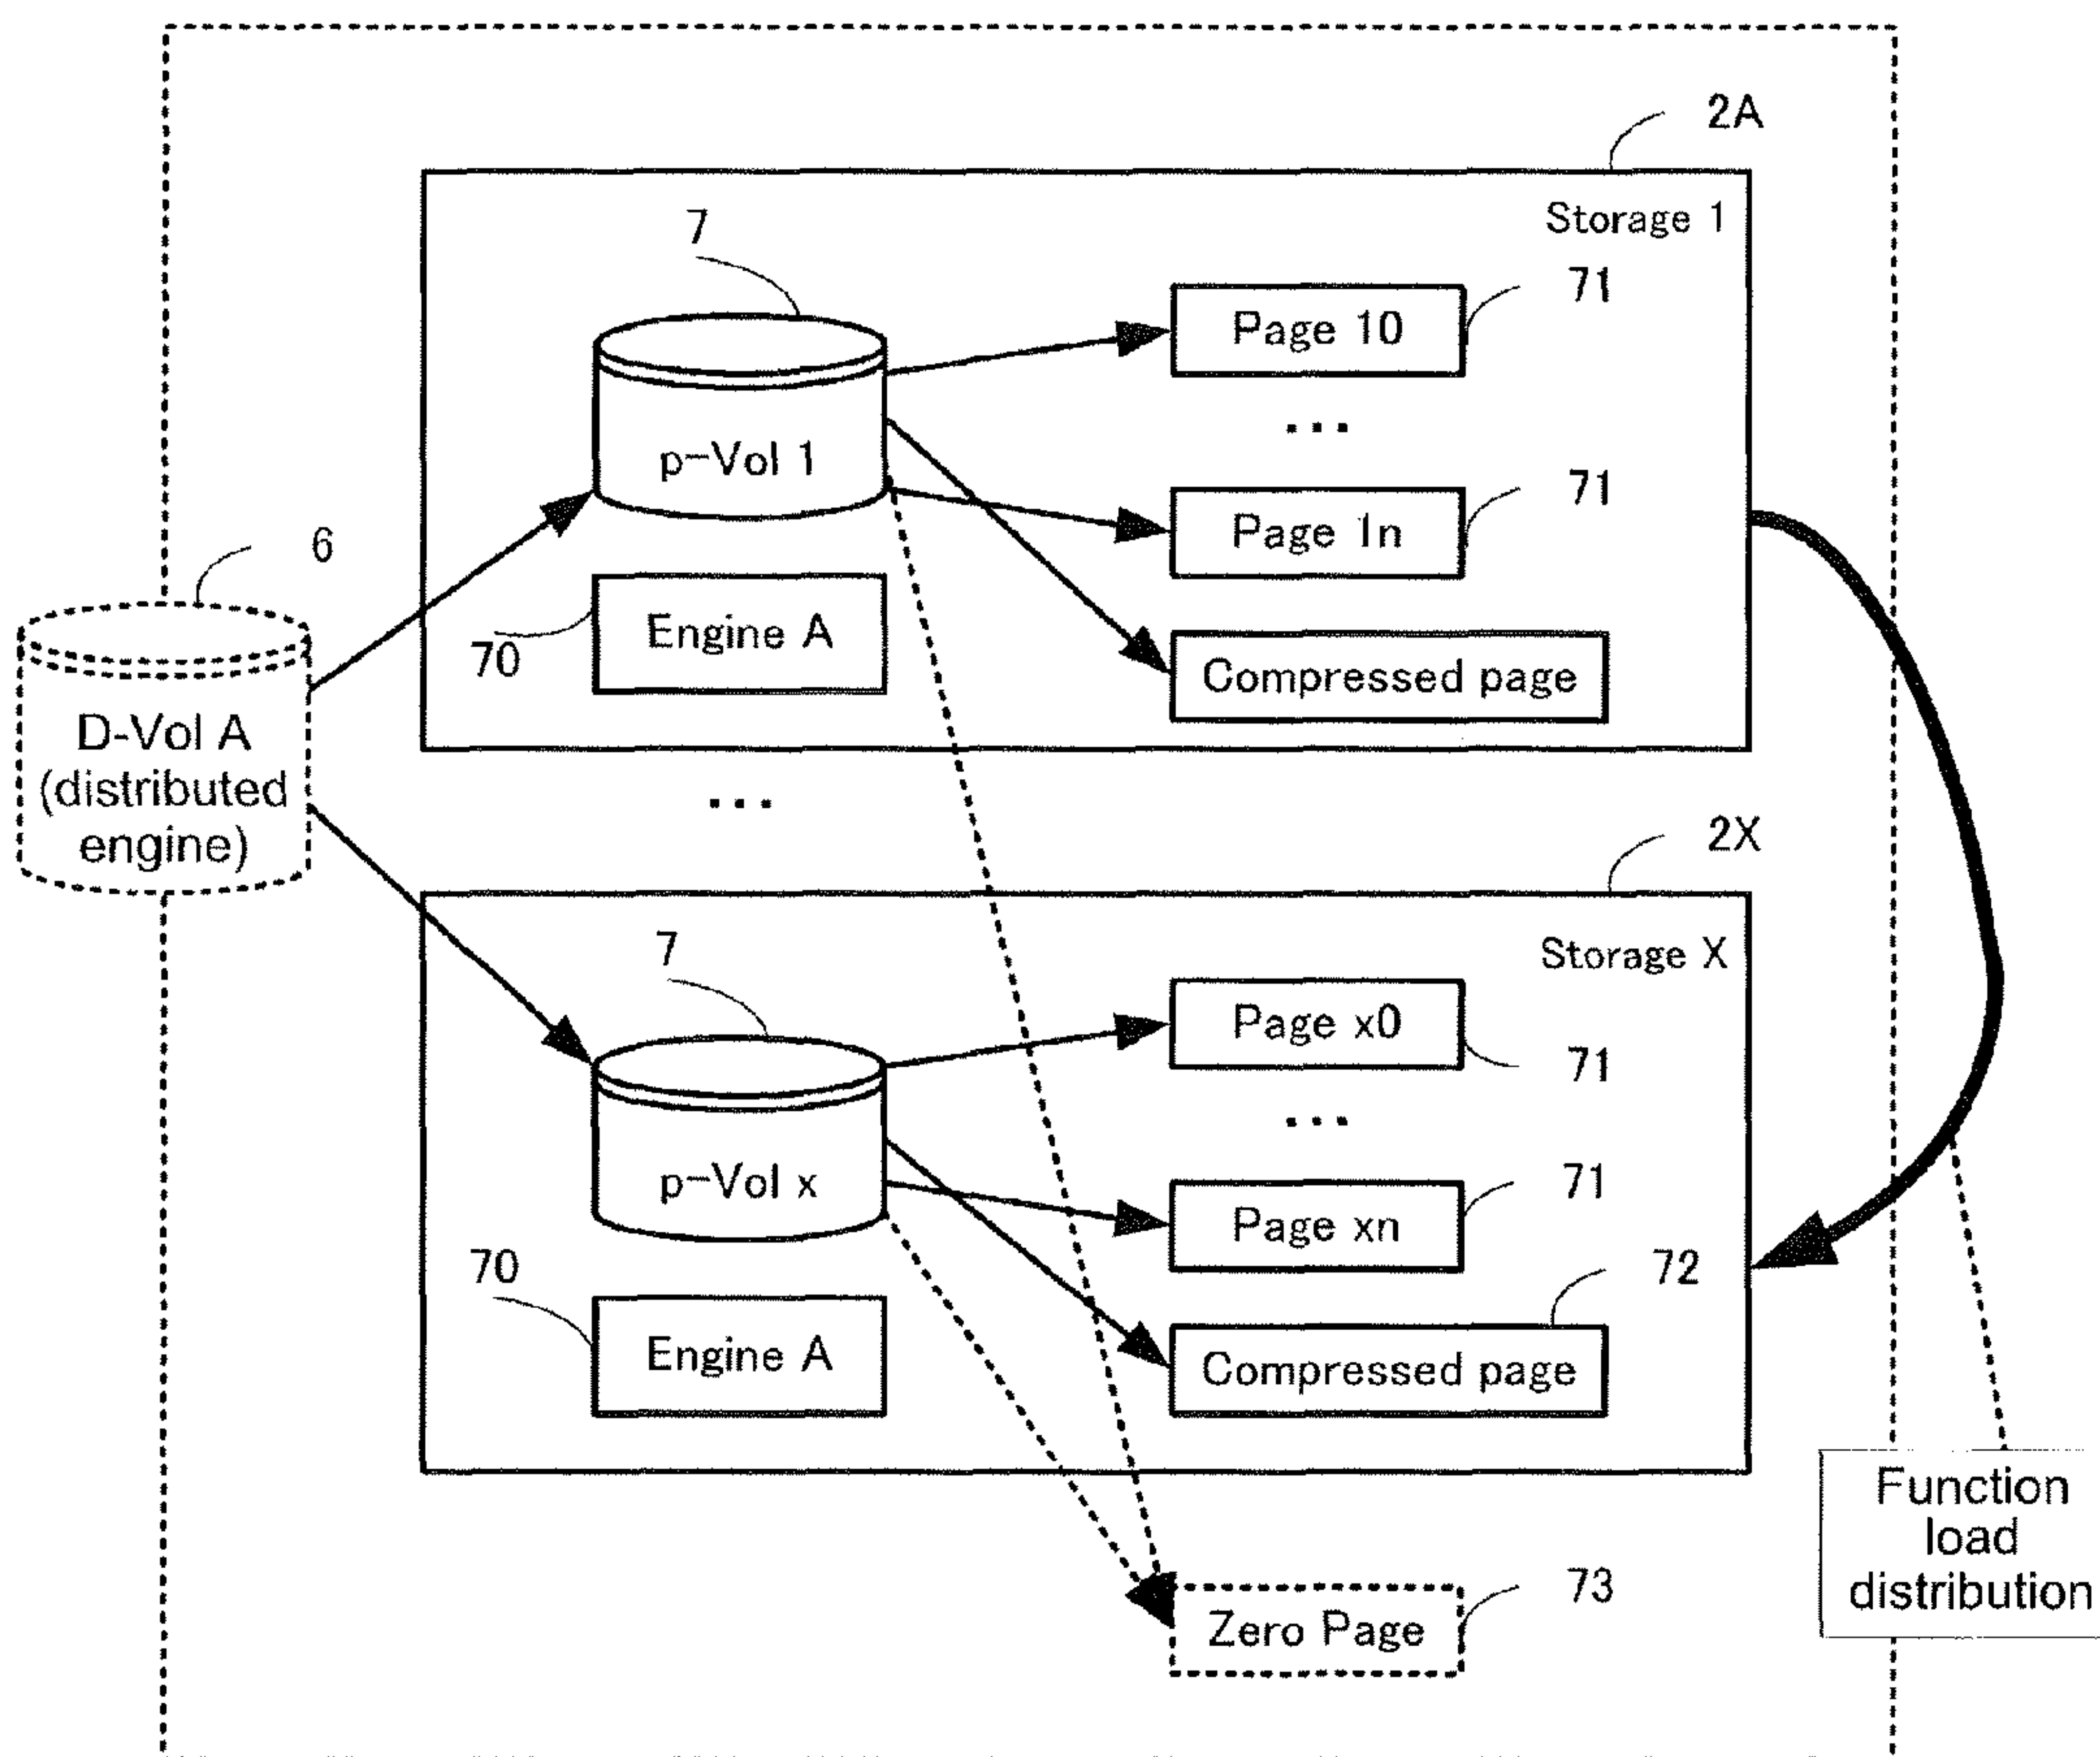 2A
Storage 1
7
71
Page 10
...
p-Vol 1
71
Page 1n
6
Engine A
70
Compressed page
D-Vol A
(distributed
engine)
...
2X
Storage X
7
Page x0
71
...
p-Vol x
71
Page xn
70
72
Engine A
Compressed page
Function
load
distribution
73
Zero Page